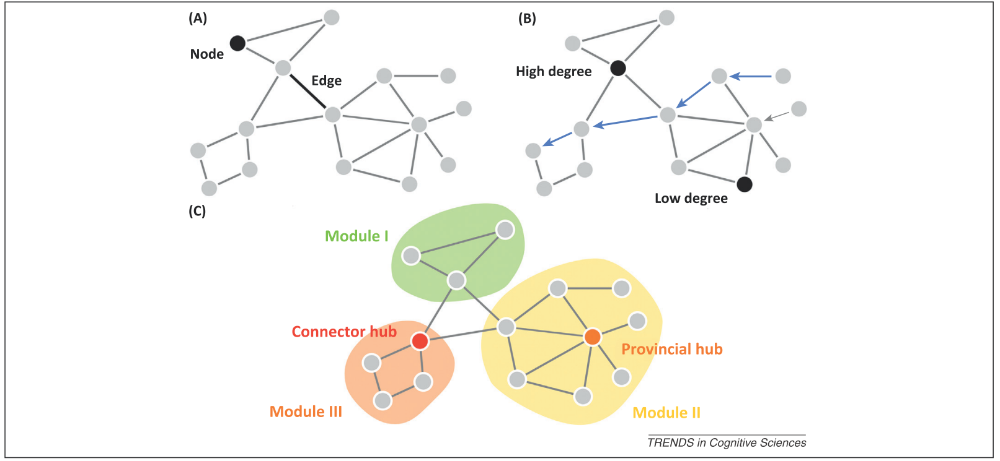 (A)
Node
Edge
(B)
High degree
Low degree
(C)
Module I
Connector hub
Provincial hub
Module III
Module II
TRENDS in Cognitive Sciences